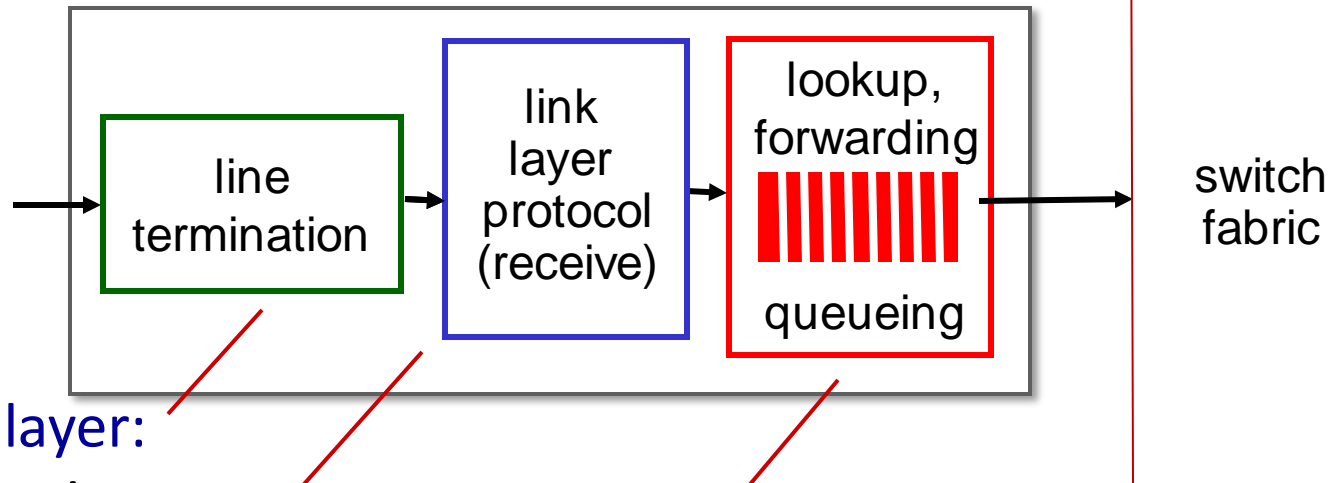 line
termination
link
layer
protocol
(receive)
lookup,
forwarding
queueing
switch
fabric
layer: